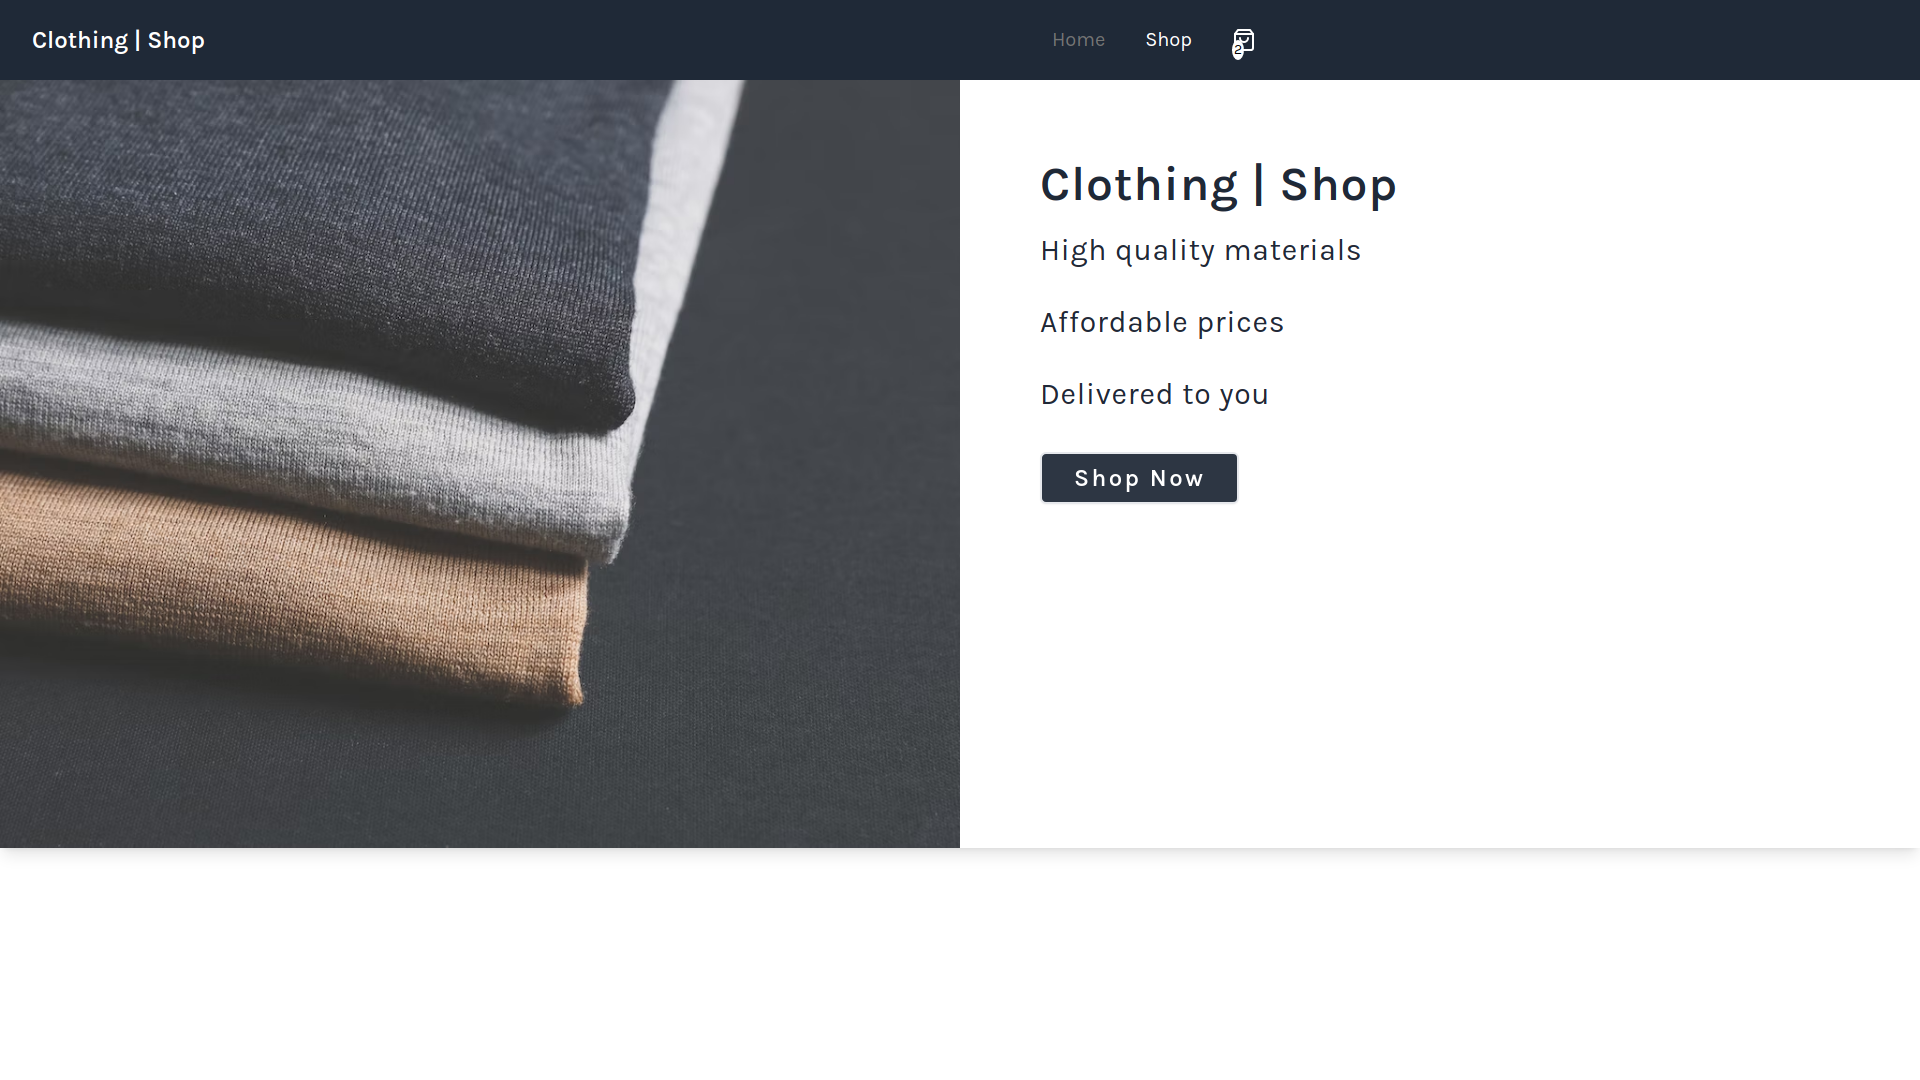 Clothing | Shop
Home
Shop
2
Clothing | Shop
High quality materials
Affordable prices
Delivered to you
Shop Now